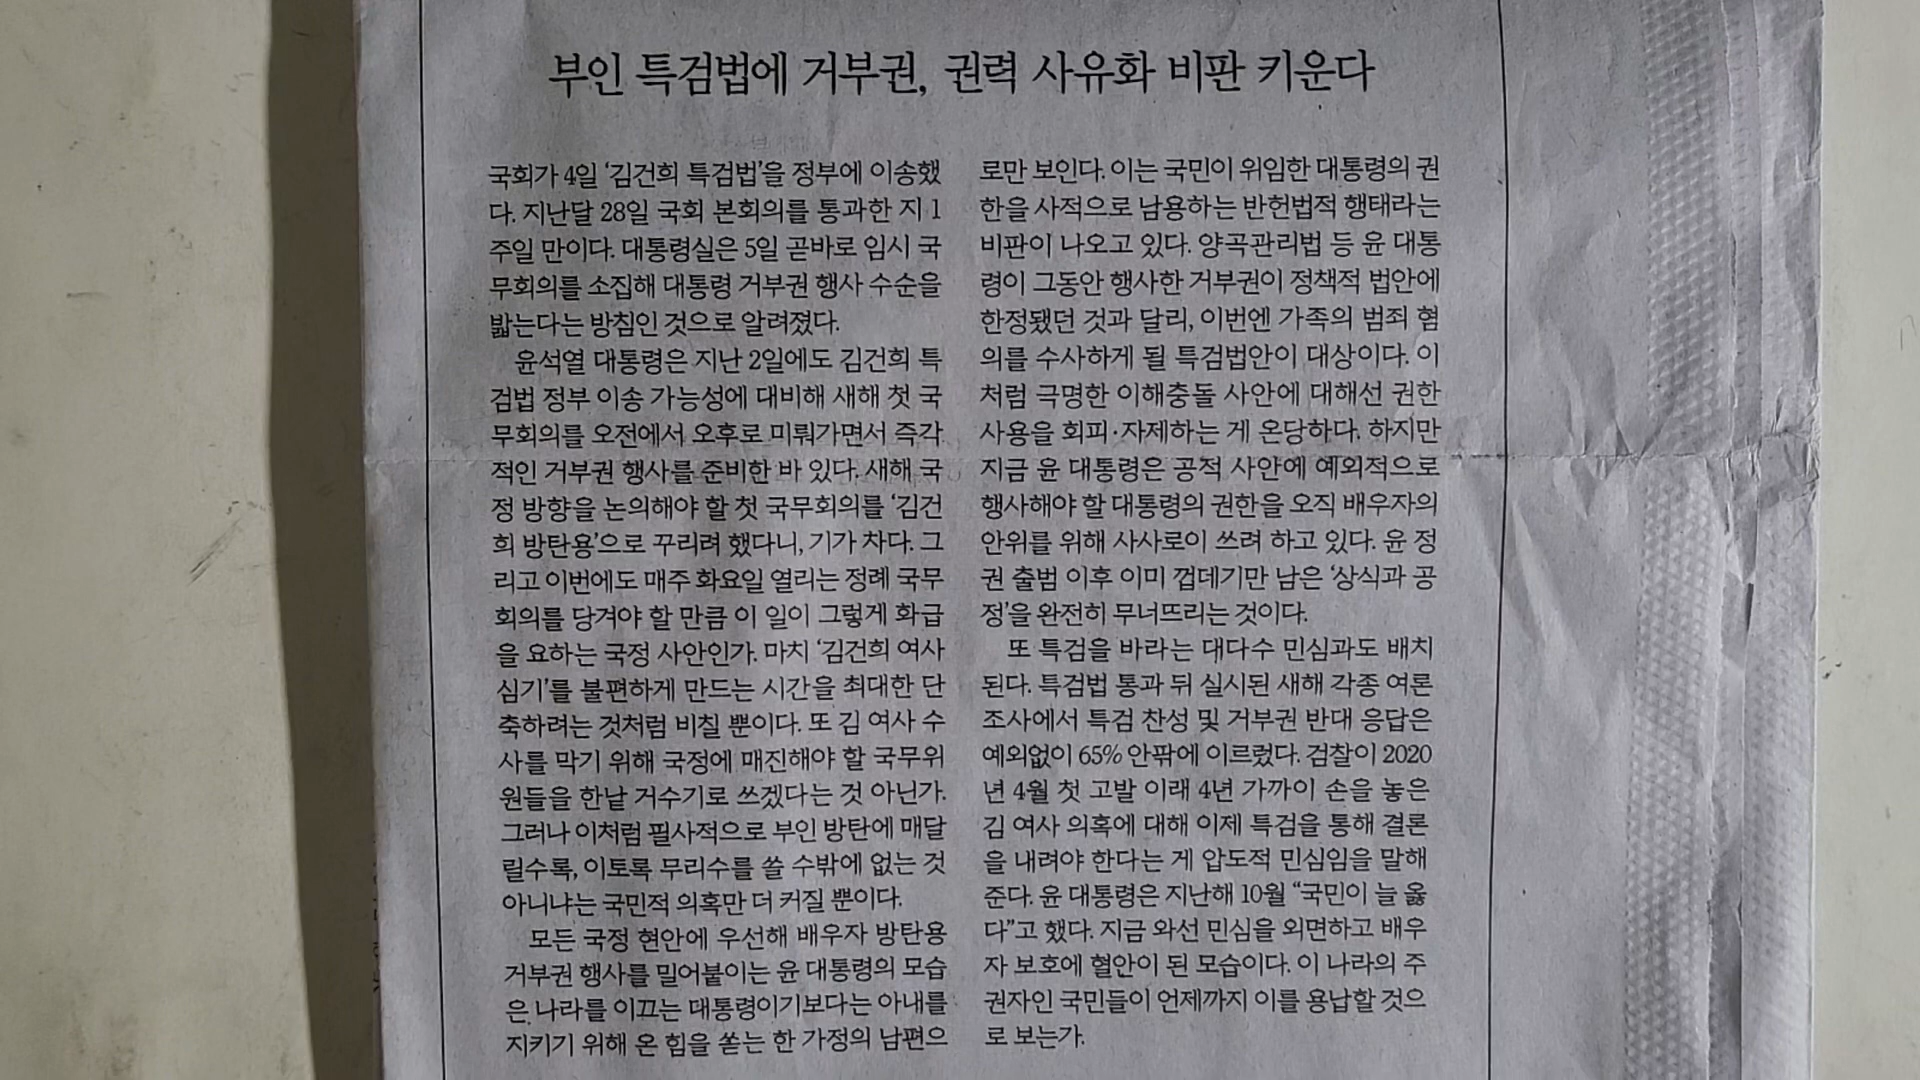 부인 특검법에 거부권, 권력 사유화 비판 키운다
국회가 4일 ‘김건희 특검법’을 정부에 이송했
다. 지난달 28일 국회 본회의를 통과한 지 1
주일 만이다. 대통령실은 5일 곧바로 임시 국
무회의를 소집해 대통령 거부권 행사 수순을
밟는다는 방침인 것으로 알려졌다.
윤석열 대통령은 지난 2일에도 김건희 특
검법 정부 이송 가능성에 대비해 새해 첫 국
무회의를 오전에서 오후로 미뤄가면서 즉각
적인 거부권 행사를 준비한 바 있다. 새해 국
정 방향을 논의해야 할 첫 국무회의를 ‘김건
희 방탄용’으로 꾸리려 했다니, 기가 차다. 그
리고 이번에도 매주 화요일 열리는 정례 국무
회의를 당겨야 할 만큼 이 일이 그렇게 화급
을 요하는 국정 사안인가. 마치 ‘김건희 여사
심기’를 불편하게 만드는 시간을 최대한 단
축하려는 것처럼 비칠 뿐이다. 또 김 여사 수
사를 막기 위해 국정에 매진해야 할 국무위
원들을 한낱 거수기로 쓰겠다는 것 아닌가.
그러나 이처럼 필사적으로 부인 방탄에 매달
릴수록, 이토록 무리수를 쓸 수밖에 없는 것
아니냐는 국민적 의혹만 더 커질 뿐이다.
모든 국정 현안에 우선해 배우자 방탄용
거부권 행사를 밀어붙이는 윤 대통령의 모습
은 나라를 이끄는 대통령이기보다는 아내를
지키기 위해 온 힘을 쏟는 한 가정의 남편으
로만 보인다. 이는 국민이 위임한 대통령의 권
한을 사적으로 남용하는 반헌법적 행태라는
비판이 나오고 있다. 양곡관리법 등 윤 대통
령이 그동안 행사한 거부권이 정책적 법안에
한정됐던 것과 달리, 이번엔 가족의 범죄 혐
의를 수사하게 될 특검법안이 대상이다. 이
처럼 극명한 이해충돌 사안에 대해선 권한
사용을 회피·자제하는 게 온당하다. 하지만
지금 윤 대통령은 공적 사안에 예외적으로
행사해야 할 대통령의 권한을 오직 배우자의
안위를 위해 사사로이 쓰려 하고 있다. 윤 정
권 출범 이후 이미 껍데기만 남은 ‘상식과 공
정’을 완전히 무너뜨리는 것이다.
또 특검을 바라는 대다수 민심과도 배치
된다. 특검법 통과 뒤 실시된 새해 각종 여론
조사에서 특검 찬성 및 거부권 반대 응답은
예외없이 65% 안팎에 이르렀다. 검찰이 2020
년 4월 첫 고발 이래 4년 가까이 손을 놓은
김 여사 의혹에 대해 이제 특검을 통해 결론
을 내려야 한다는 게 압도적 민심임을 말해
준다. 윤 대통령은 지난해 10월 “국민이 늘 옳
다”고 했다. 지금 와선 민심을 외면하고 배우
자 보호에 혈안이 된 모습이다. 이 나라의 주
권자인 국민들이 언제까지 이를 용납할 것으
로 보는가.